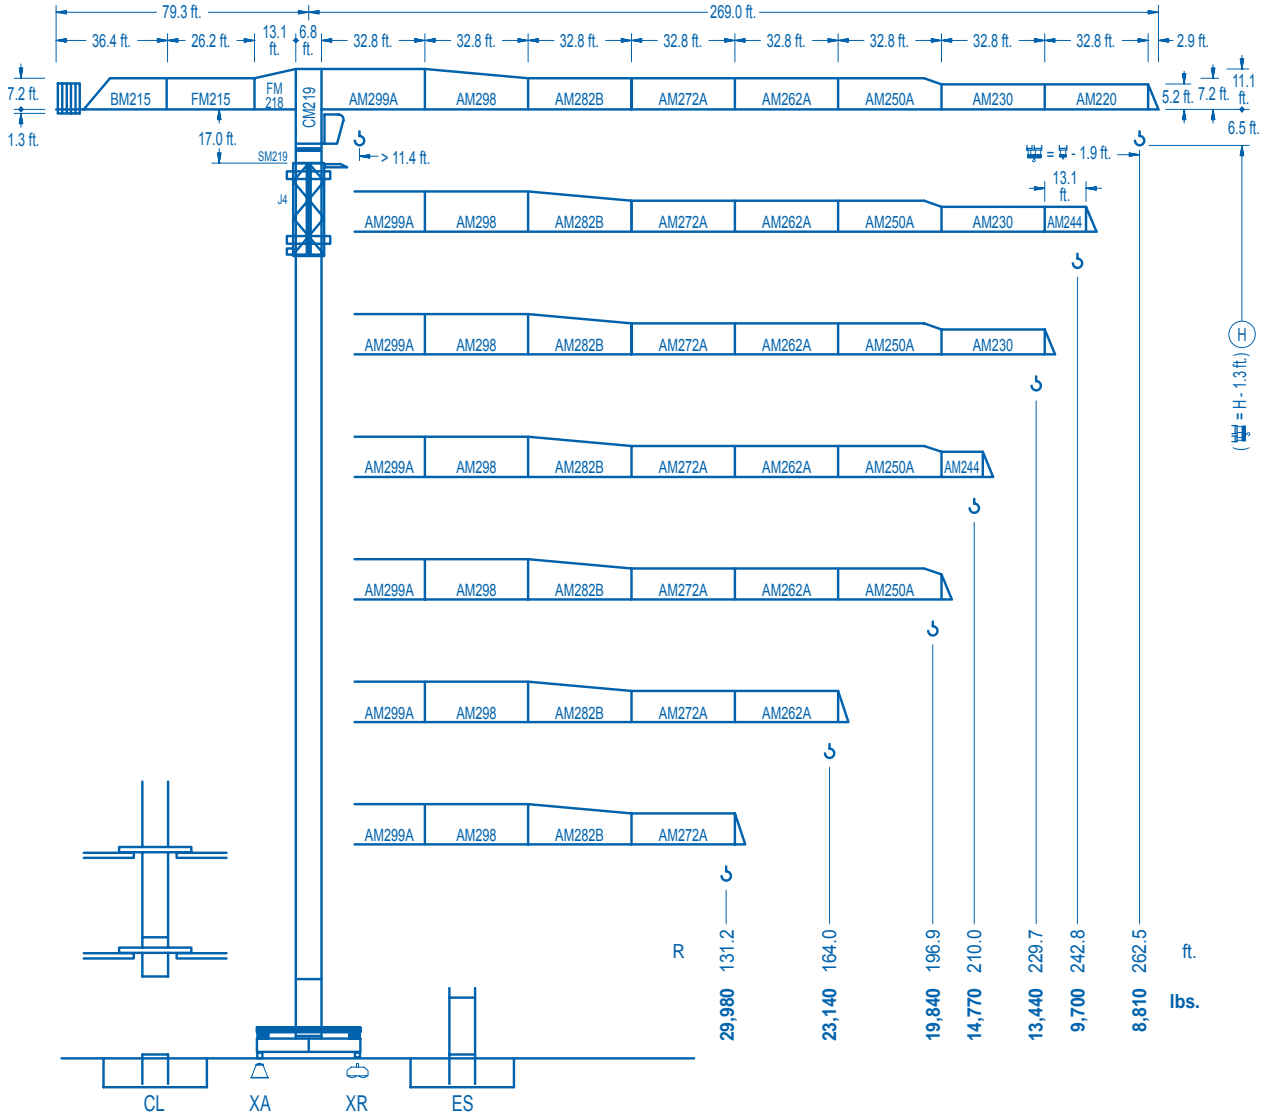 79.3 ft. 269.0 ft.
36.4 ft. 26.2 ft. 13.1 ft. 6.8 ft. 32.8 ft. 32.8 ft. 32.8 ft. 32.8 ft. 32.8 ft. 32.8 ft. 32.8 ft. 32.8 ft. 2.9 ft.
7.2 ft. BM215 FM215 FM 218 CM219 AM299A AM298 AM282B AM272A AM262A AM250A AM230 AM220 5.2 ft. 7.2 ft. 11.1 ft.
1.3 ft. 17.0 ft. 6.5 ft.
SM219 > 11.4 ft. = - 1.9 ft.
13.1 ft.
J4
AM299A AM298 AM282B AM272A AM262A AM250A AM230 AM244
H
( = H - 1.3 ft.)
AM299A AM298 AM282B AM272A AM262A AM250A AM230
AM299A AM298 AM282B AM272A AM262A AM250A AM244
AM299A AM298 AM282B AM272A AM262A AM250A
AM299A AM298 AM282B AM272A AM262A
AM299A AM298 AM282B AM272A
R 131.2 164.0 196.9 210.0 229.7 242.8 262.5 ft.
29,980 23,140 19,840 14,770 13,440 9,700 8,810 lbs.
CL XA XR ES